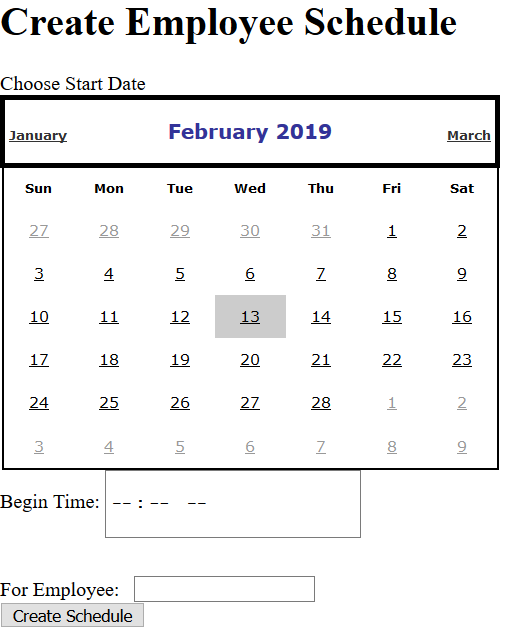 Create Employee Schedule
Choose Start Date
January February 2019 March
Sun Mon Tue Wed Thu Fri Sat
27 28 29 30 31 1 2
3 4 5 6 7 8 9
10 11 12 13 14 15 16
17 18 19 20 21 22 23
24 25 26 27 28 1 2
3 4 5 6 7 8 9
Begin Time: --:-- --
For Employee:
Create Schedule